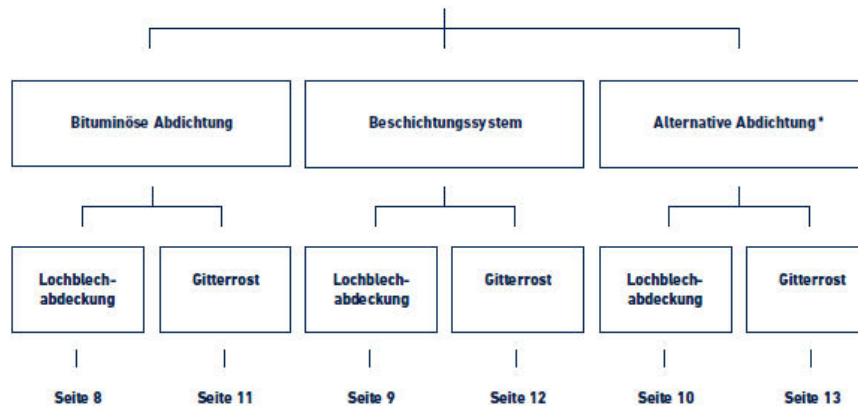 Bituminöse Abdichtung
Beschichtungssystem
Alternative Abdichtung*
Lochblech-
abdeckung
Gitterrost
Lochblech-
abdeckung
Gitterrost
Lochblech-
abdeckung
Gitterrost
Seite 8
Seite 11
Seite 9
Seite 12
Seite 10
Seite 13